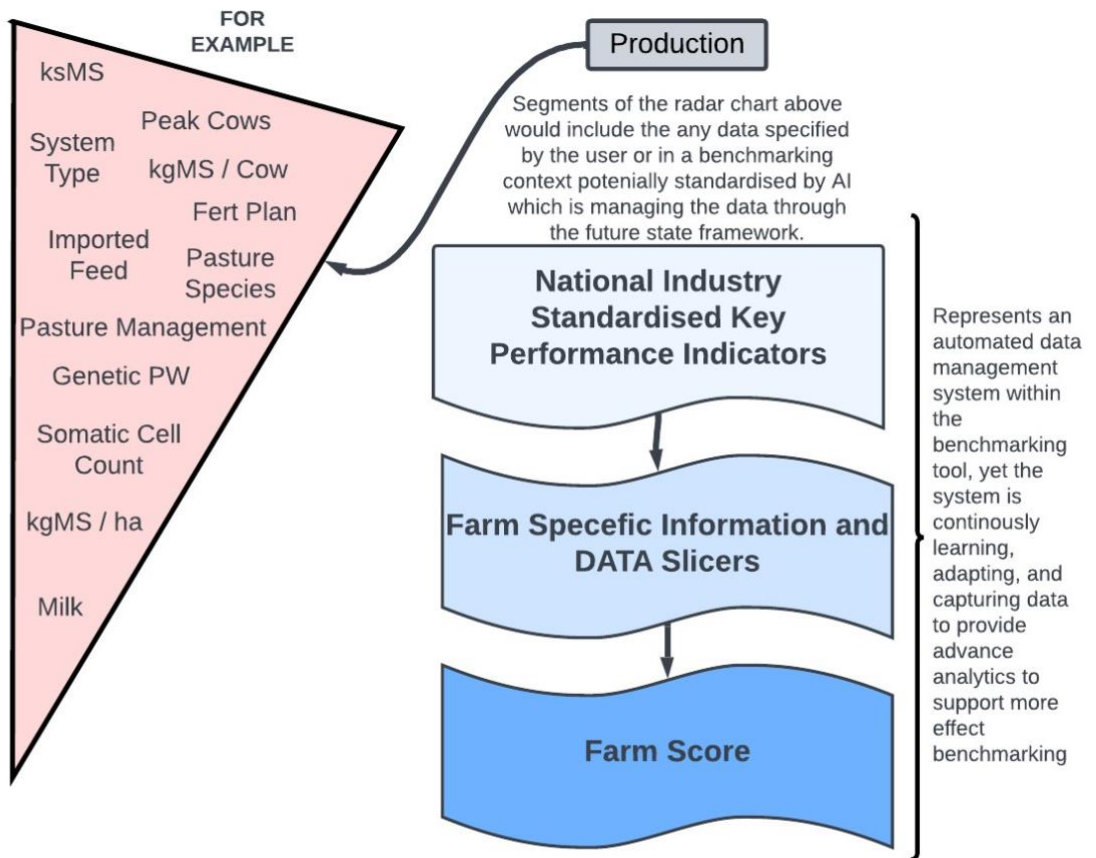 FOR
EXAMPLE
Production
ksMS
Peak Cows
System
Type
kgMS / Cow
Fert Plan
Imported
Feed
Pasture
Species
Pasture Management
Genetic PW
Somatic Cell
Count
kgMS / ha
Milk
Segments of the radar chart above
would include the any data specified
by the user or in a benchmarking
context potenially standardised by AI
which is managing the data through
the future state framework.
National Industry
Standardised Key
Performance Indicators
Farm Specefic Information and
DATA Slicers
Farm Score
Represents an
automated data
management
system within
the
benchmarking
tool, yet the
system is
continously
learning,
adapting, and
capturing data
to provide
advance
analytics to
support more
effect
benchmarking